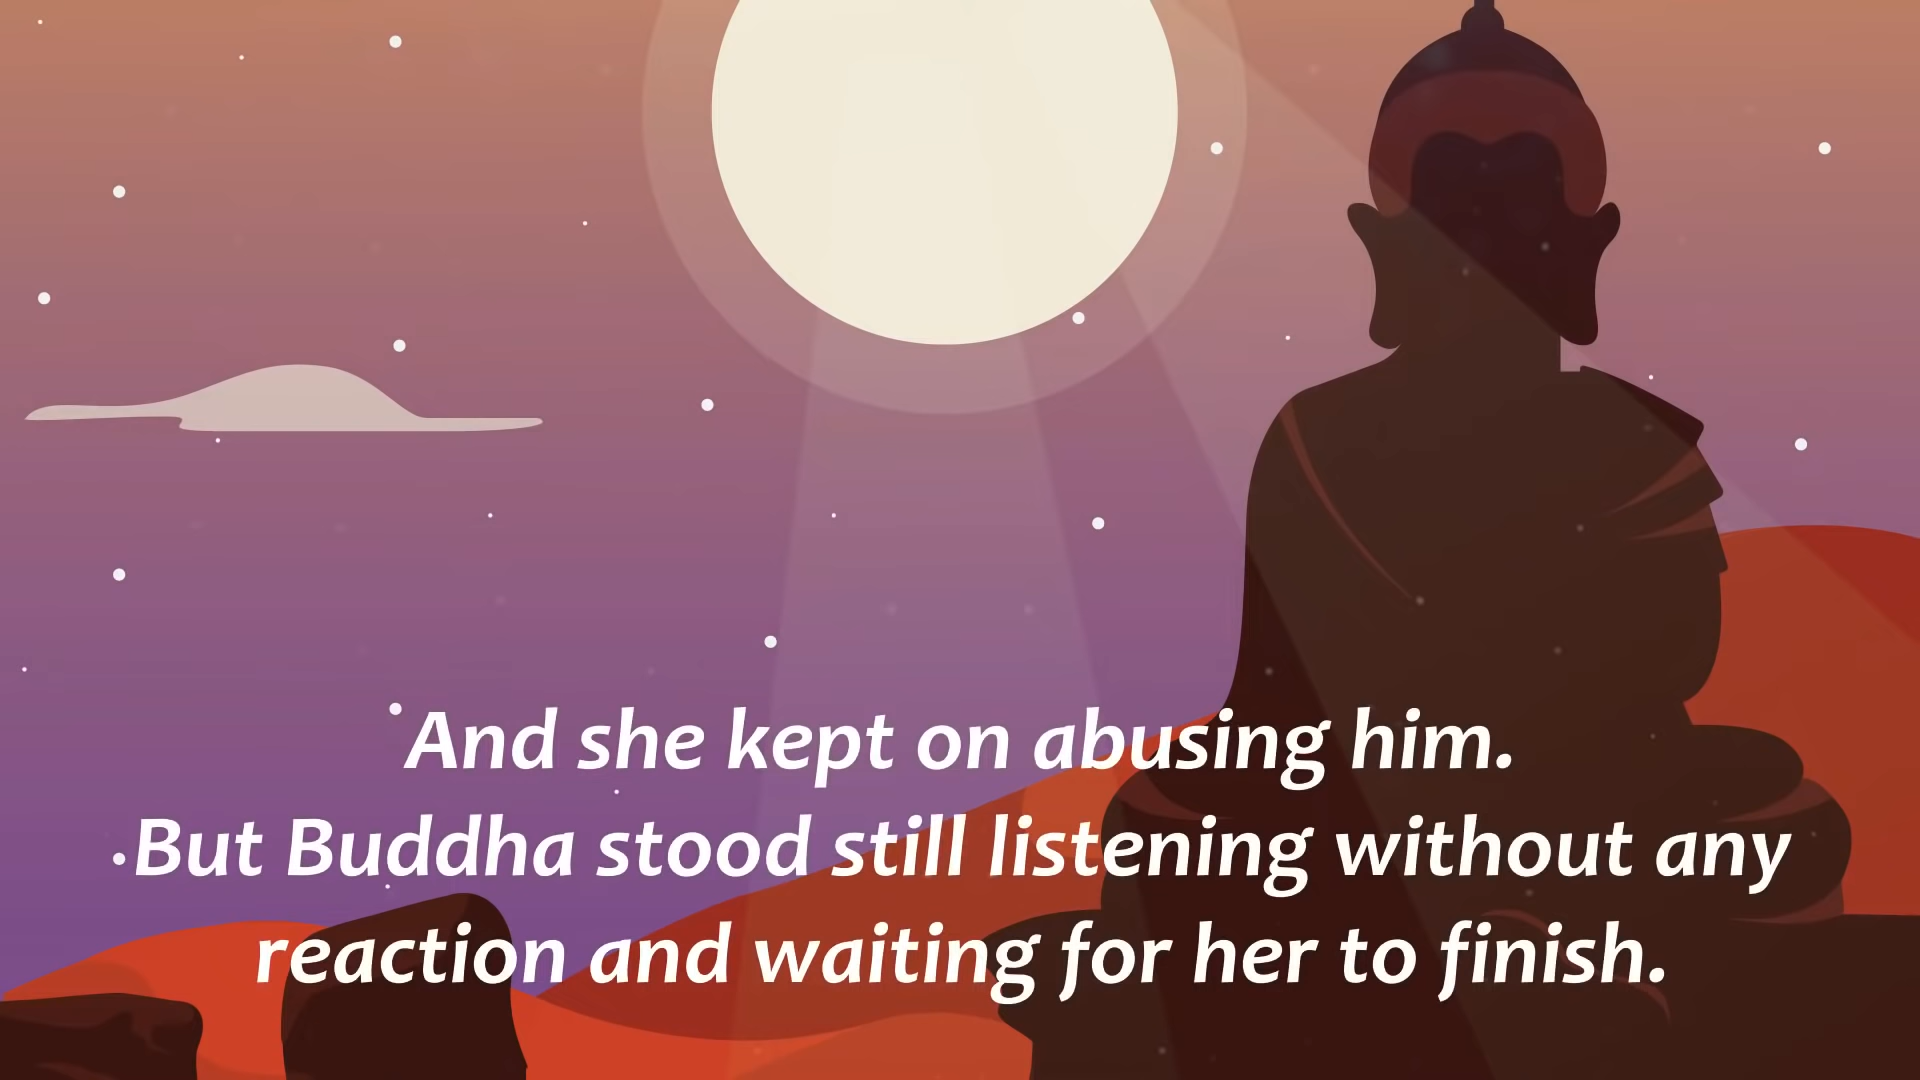 And she kept on abusing him.
But Buddha stood still listening without any
reaction and waiting for her to finish.